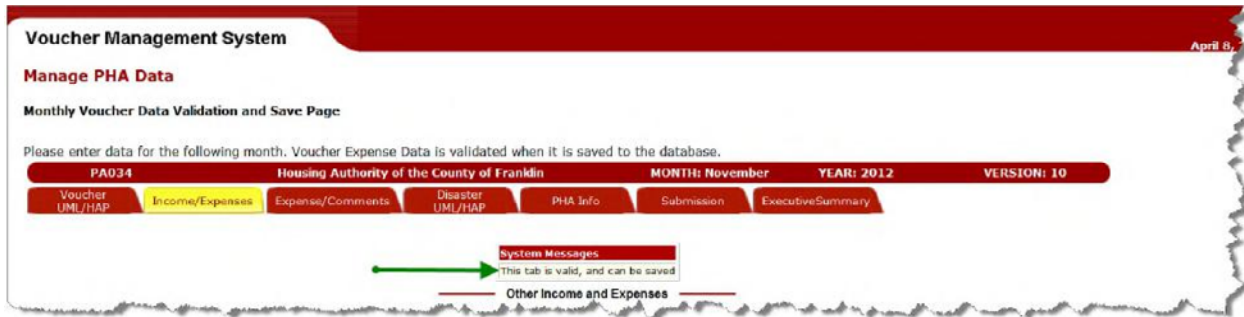 Voucher Management System
April 8,
Manage PHA Data
Monthly Voucher Data Validation and Save Page
Please enter data for the following month. Voucher Expense Data is validated when it is saved to the database.
PA034 Housing Authority of the County of Franklin MONTH: November YEAR: 2012 VERSION: 10
Voucher UML/HAP Income/Expenses Expense/Comments Disaster UML/HAP PHA Info Submission ExecutiveSummary
System Messages
This tab is valid, and can be saved
Other Income and Expenses